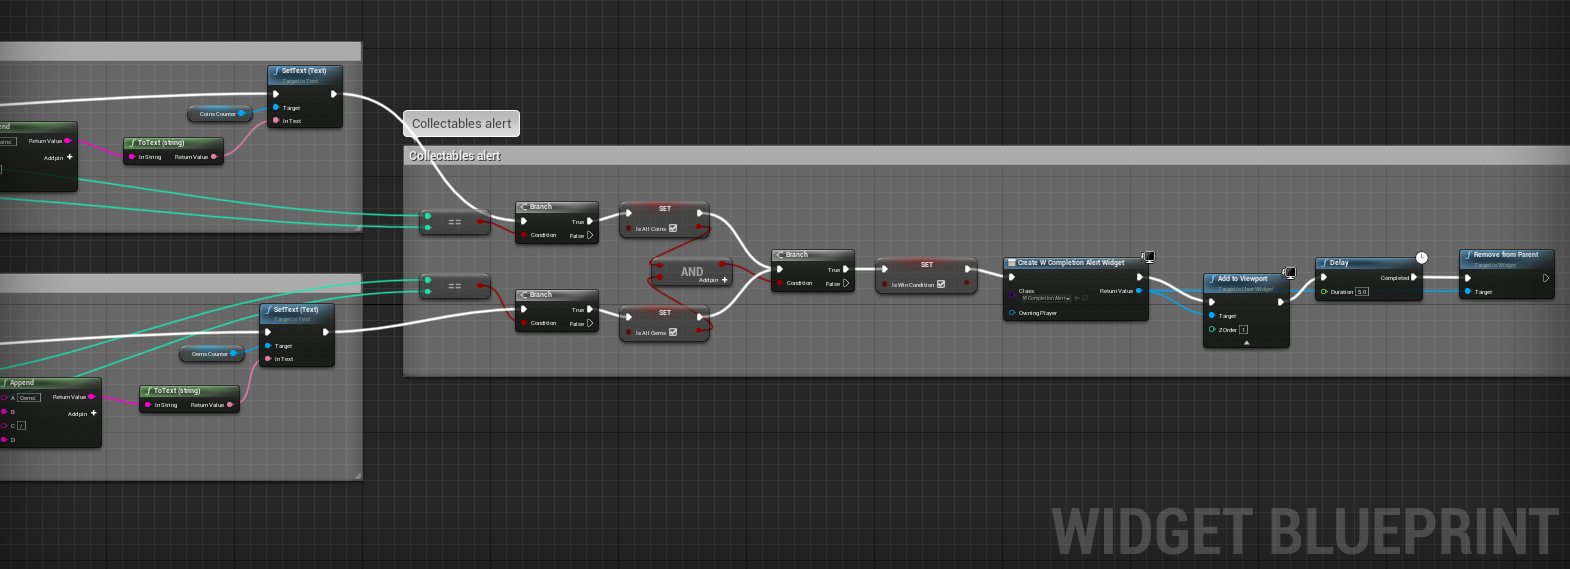 SetText (Text)
Target is Text
Target
In Text
Coins Counter
end
Return Value
Add pin
ToText (string)
In String
Return Value
Collectables alert
Collectables alert
==
Branch
True
Condition
False
SET
Is All Coins
AND
Add pin
==
Branch
True
Condition
False
SET
Is All Gems
Branch
True
Condition
False
SET
Is Win Condition
Create W Completion Alert Widget
Class
W Completion Alert
Return Value
Owning Player
Add to Viewport
Target is User Widget
Target
ZOrder 1
Delay
Completed
Duration 5.0
Remove from Parent
Target is Widget
Target
SetText (Text)
Target is Text
Target
In Text
Gems Counter
Append
A Gems:
Return Value
B
Add pin
C /
D
ToText (string)
In String
Return Value
WIDGET BLUEPRINT